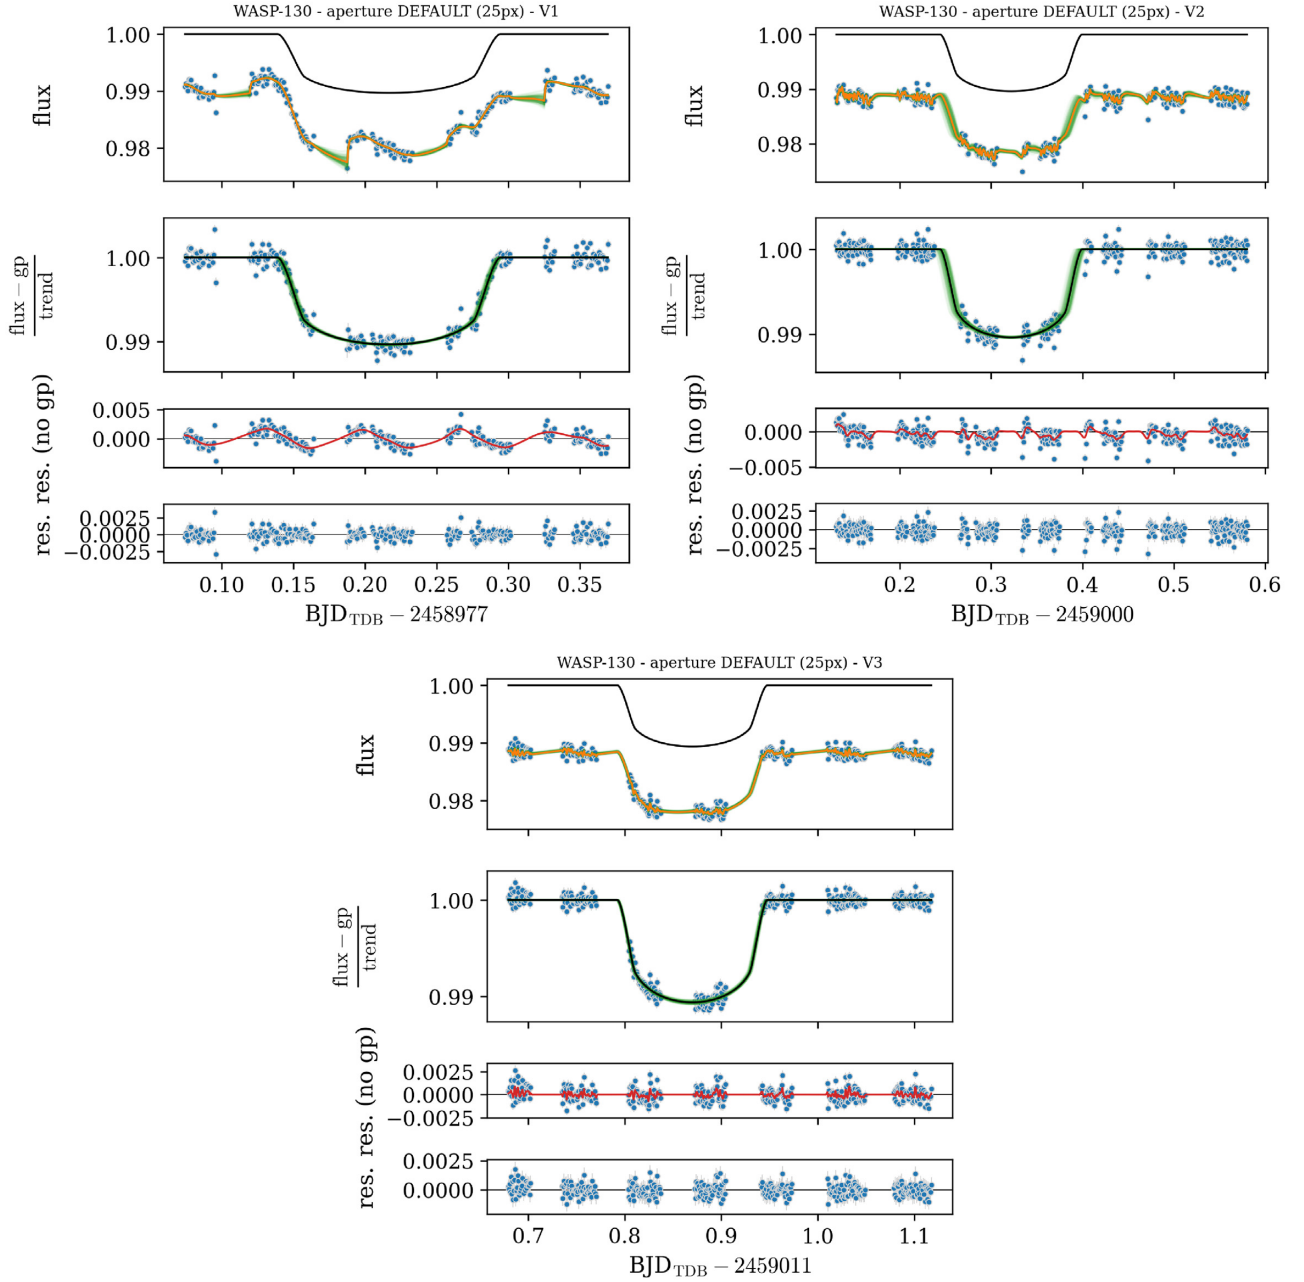 WASP-130 - aperture DEFAULT (25px) - V1
1.00
0.99
0.98
flux
1.00
0.99
flux − gp
trend
0.005
0.000
res. (no gp)
0.0025
0.0000
−0.0025
res.
0.10 0.15 0.20 0.25 0.30 0.35
BJD_TDB − 2458977
WASP-130 - aperture DEFAULT (25px) - V2
1.00
0.99
0.98
flux
1.00
0.99
flux − gp
trend
0.000
−0.005
res. (no gp)
0.0025
0.0000
−0.0025
res.
0.2 0.3 0.4 0.5 0.6
BJD_TDB − 2459000
WASP-130 - aperture DEFAULT (25px) - V3
1.00
0.99
0.98
flux
1.00
0.99
flux − gp
trend
0.0025
0.0000
−0.0025
res. (no gp)
0.0025
0.0000
res.
0.7 0.8 0.9 1.0 1.1
BJD_TDB − 2459011